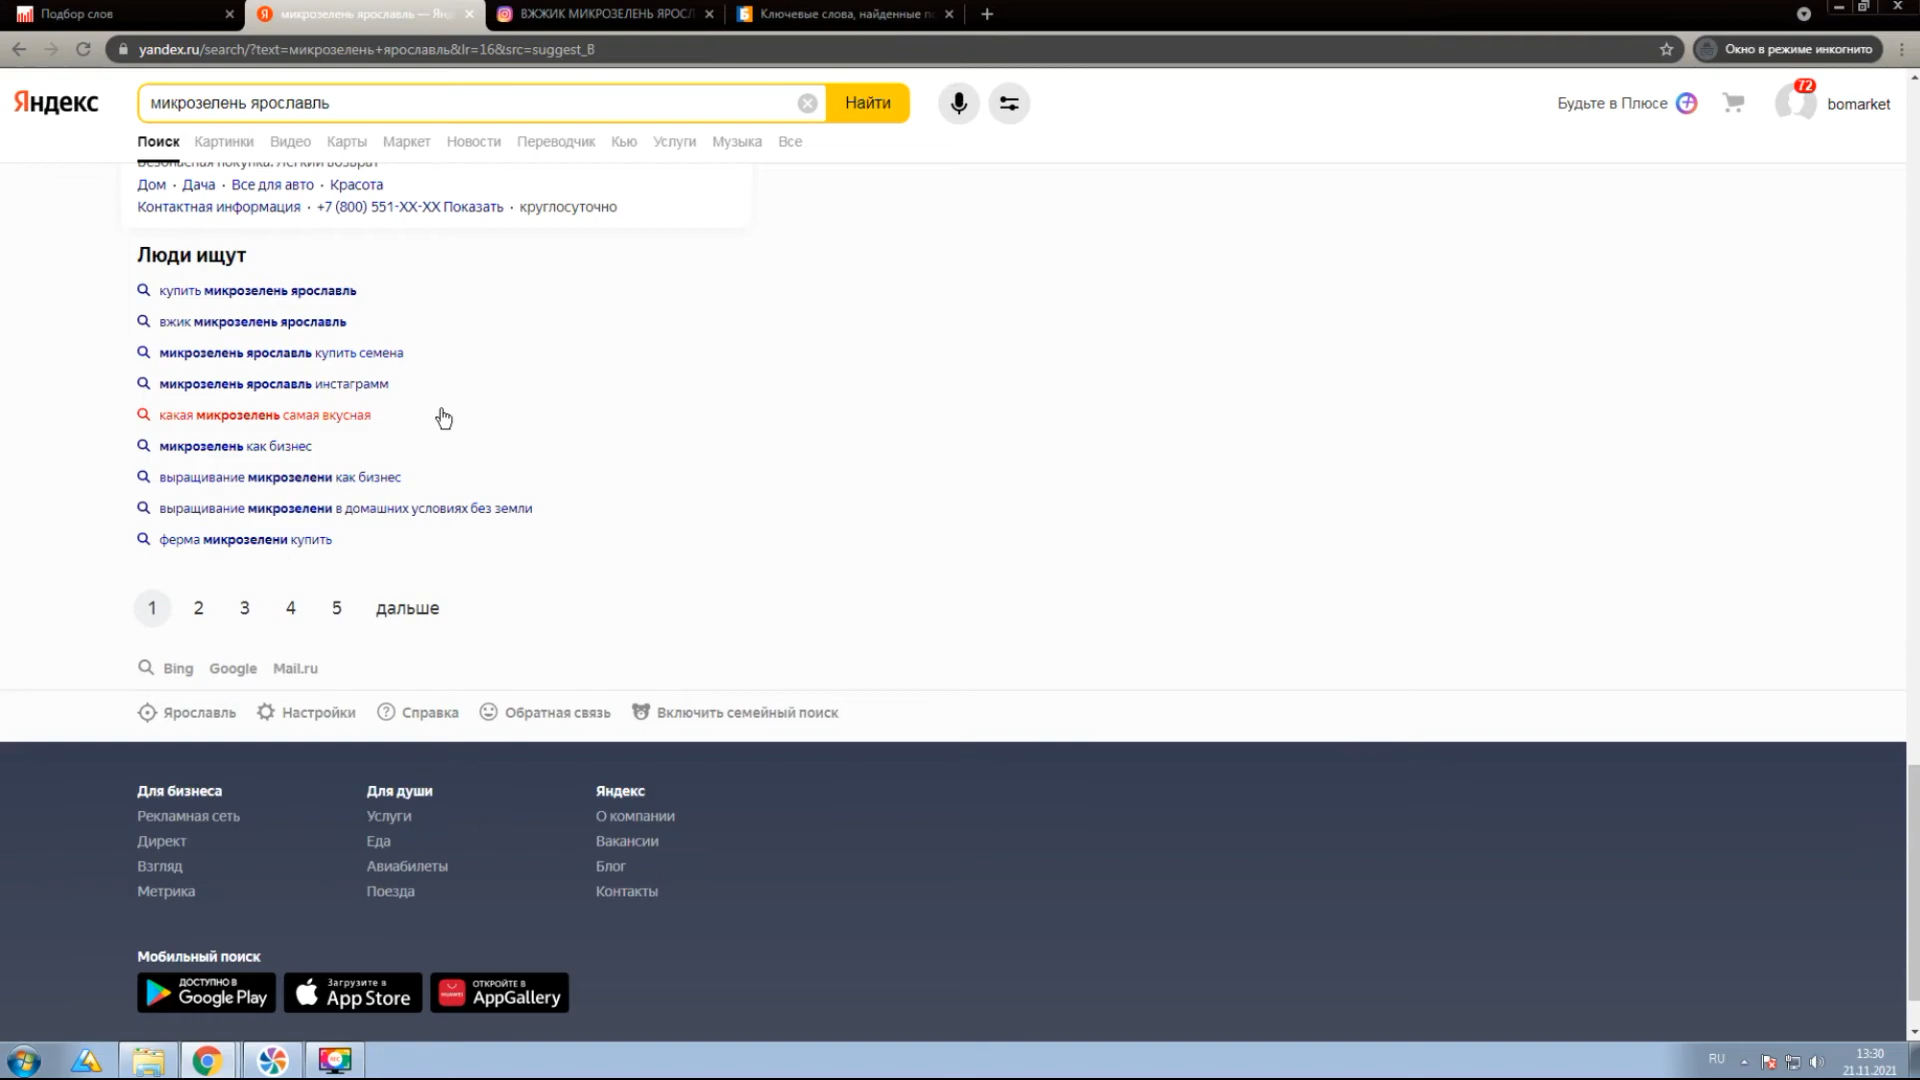 Подбор слов
микрозелень ярославль — Ян
ВЖЖИК МИКРОЗЕЛЕНЬ ЯРОСЛ
Ключевые слова, найденные п
yandex.ru/search/?text=микрозелень+ярославль&lr=16&src=suggest_B
Окно в режиме инкогнито
Яндекс
микрозелень ярославль
Найти
Будьте в Плюсе
72
bomarket
Поиск Картинки Видео Карты Маркет Новости Переводчик Кью Услуги Музыка Все
Безопасная покупка. Легкий возврат
Дом · Дача · Все для авто · Красота
Контактная информация · +7 (800) 551-XX-XX Показать · круглосуточно
Люди ищут
купить микрозелень ярославль
вжик микрозелень ярославль
микрозелень ярославль купить семена
микрозелень ярославль инстаграмм
какая микрозелень самая вкусная
микрозелень как бизнес
выращивание микрозелени как бизнес
выращивание микрозелени в домашних условиях без земли
ферма микрозелени купить
1 2 3 4 5 дальше
Bing Google Mail.ru
Ярославль Настройки Справка Обратная связь Включить семейный поиск
Для бизнеса
Рекламная сеть
Директ
Взгляд
Метрика
Для души
Услуги
Еда
Авиабилеты
Поезда
Яндекс
О компании
Вакансии
Блог
Контакты
Мобильный поиск
ДОСТУПНО В
Google Play
Загрузите в
App Store
ОТКРОЙТЕ В
AppGallery
RU
13:30
21.11.2021